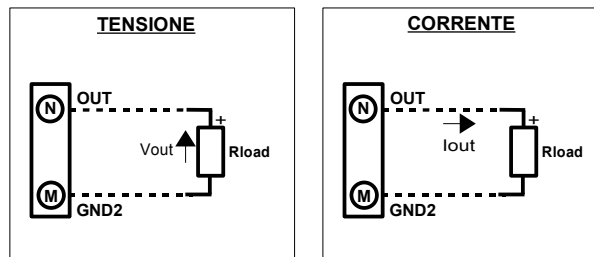 TENSIONE
N OUT
+
Vout Rload
M
GND2
CORRENTE
N OUT
+
Iout Rload
M
GND2